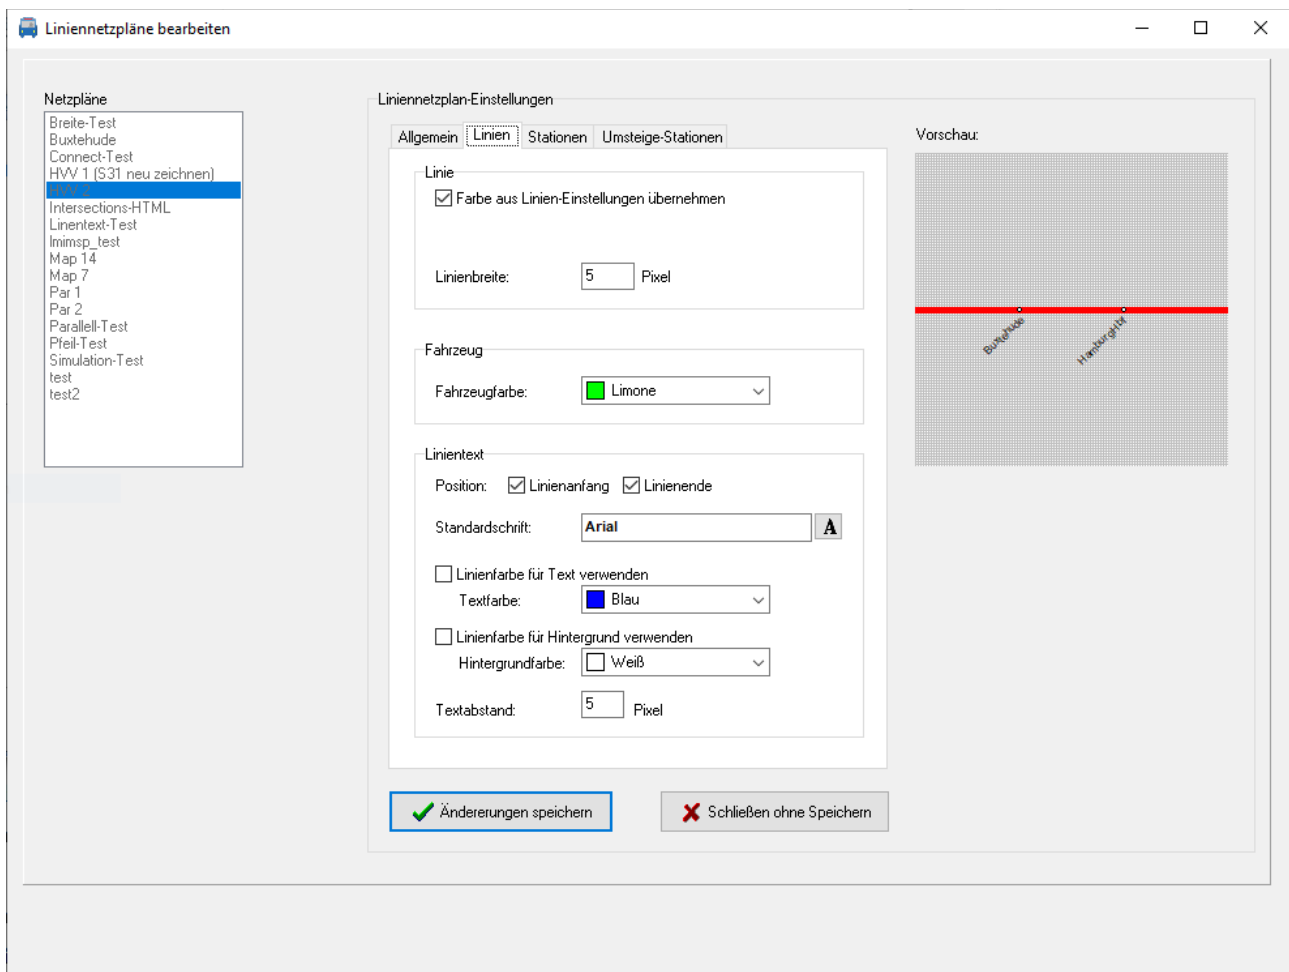 Liniennetzpläne bearbeiten
Netzpläne
Breite-Test
Buxtehude
Connect-Test
HVV 1 (S31 neu zeichnen)
HVV 2
Intersections-HTML
Linentext-Test
lmimsp_test
Map 14
Map 7
Par 1
Par 2
Parallell-Test
Pfeil-Test
Simulation-Test
test
test2
Liniennetzplan-Einstellungen
Allgemein Linien Stationen Umsteige-Stationen
Linie
Farbe aus Linien-Einstellungen übernehmen
Linienbreite: 5 Pixel
Fahrzeug
Fahrzeugfarbe: Limone
Linientext
Position: Linienanfang Linienende
Standardschrift: Arial A
Linienfarbe für Text verwenden
Textfarbe: Blau
Linienfarbe für Hintergrund verwenden
Hintergrundfarbe: Weiß
Textabstand: 5 Pixel
Ändererungen speichern Schließen ohne Speichern
Vorschau:
Buxtehude
HamburgHbf